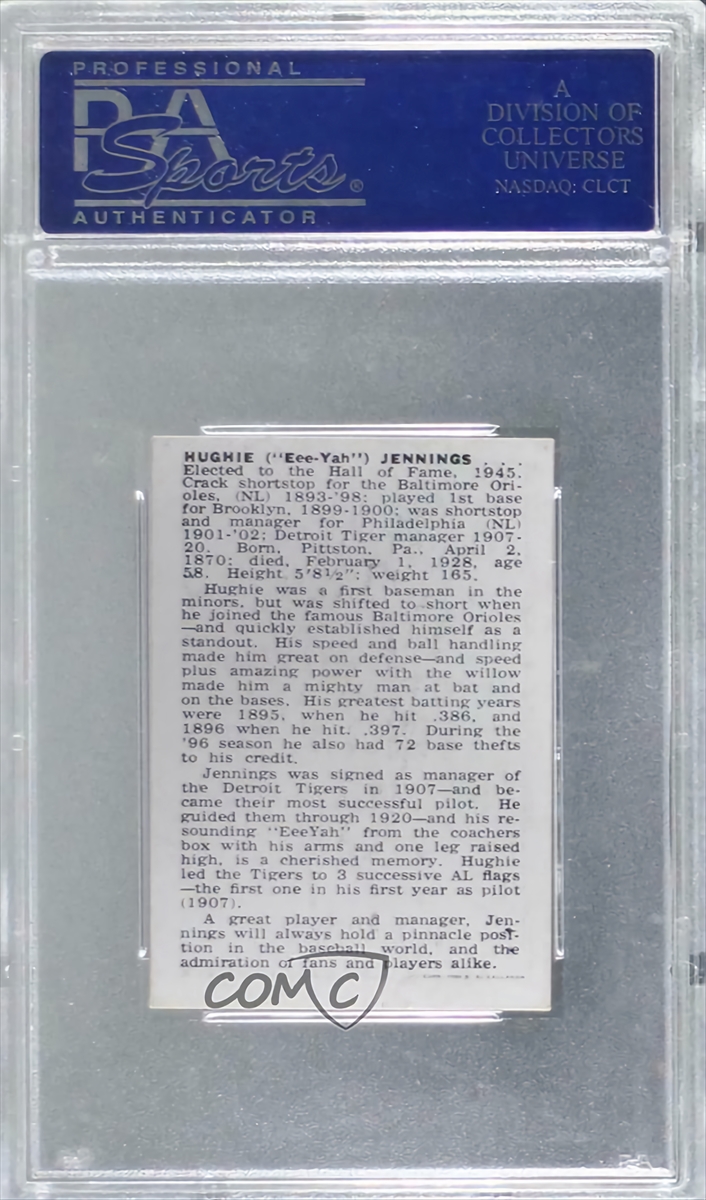 PROFESSIONAL
PSA
Sports®
AUTHENTICATOR
A
DIVISION OF
COLLECTORS
UNIVERSE
NASDAQ: CLCT
HUGHIE ("Eee-Yah") JENNINGS . . .
Elected to the Hall of Fame, 1945.
Crack shortstop for the Baltimore Ori-
oles, (NL) 1893-'98; played 1st base
for Brooklyn, 1899-1900; was shortstop
and manager for Philadelphia (NL)
1901-'02; Detroit Tiger manager 1907-
20. Born, Pittston, Pa., April 2,
1870; died, February 1, 1928, age
58. Height 5'8½"; weight 165.
Hughie was a first baseman in the
minors, but was shifted to short when
he joined the famous Baltimore Orioles
—and quickly established himself as a
standout. His speed and ball handling
made him great on defense—and speed
plus amazing power with the willow
made him a mighty man at bat and
on the bases. His greatest batting years
were 1895, when he hit .386, and
1896 when he hit. .397. During the
'96 season he also had 72 base thefts
to his credit.
Jennings was signed as manager of
the Detroit Tigers in 1907—and be-
came their most successful pilot. He
guided them through 1920—and his re-
sounding "EeeYah" from the coachers
box with his arms and one leg raised
high, is a cherished memory. Hughie
led the Tigers to 3 successive AL flags
—the first one in his first year as pilot
(1907).
A great player and manager, Jen-
nings will always hold a pinnacle posi-
tion in the baseball world, and the
admiration of fans and players alike.
COMC
PSA